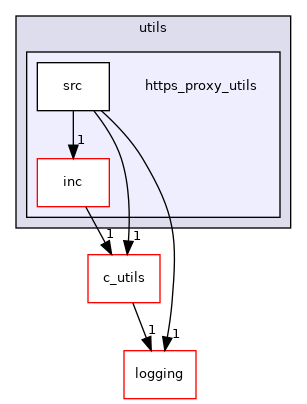 utils
src
https_proxy_utils
1
inc
1
1
c_utils
1
1
logging